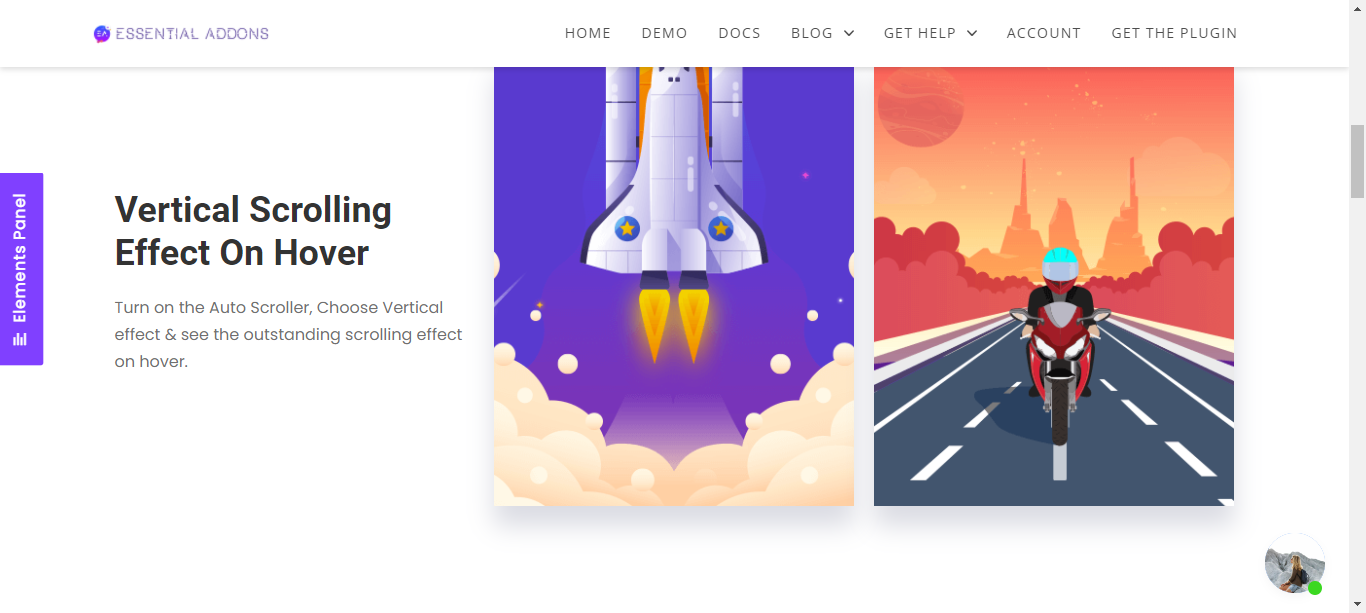 EA ESSENTIAL ADDONS
HOME DEMO DOCS BLOG GET HELP ACCOUNT GET THE PLUGIN
Elements Panel
Vertical Scrolling
Effect On Hover
Turn on the Auto Scroller, Choose Vertical
effect & see the outstanding scrolling effect
on hover.